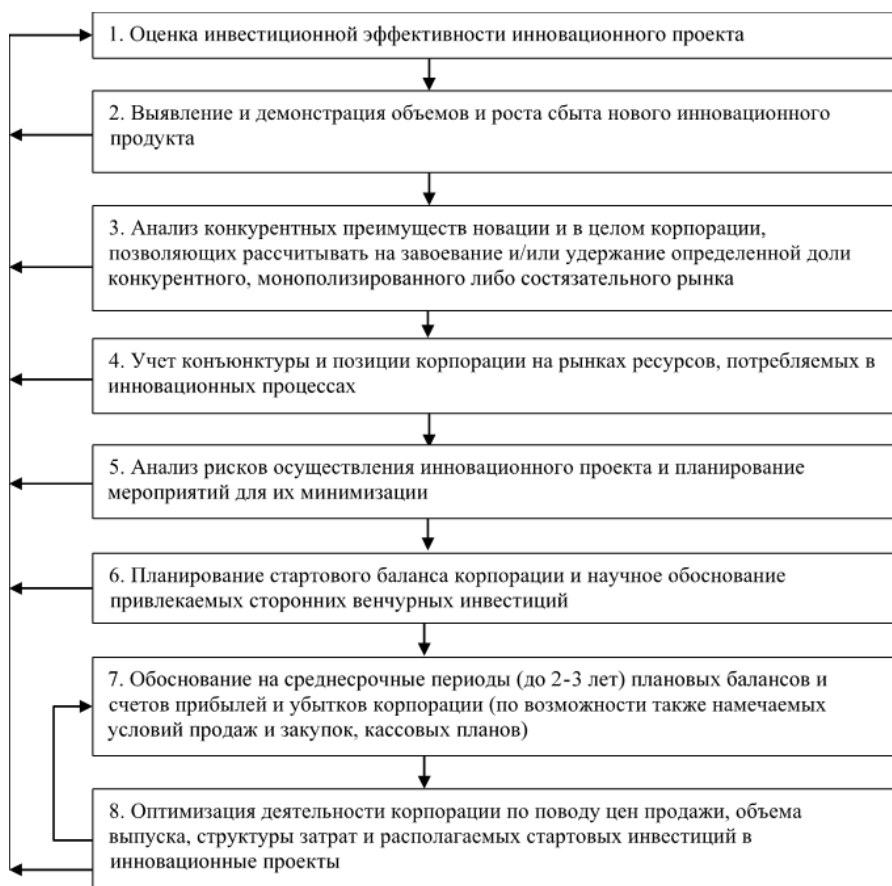 1. Оценка инвестиционной эффективности инновационного проекта
2. Выявление и демонстрация объемов и роста сбыта нового инновационного
продукта
3. Анализ конкурентных преимуществ новации и в целом корпорации,
позволяющих рассчитывать на завоевание и/или удержание определенной доли
конкурентного, монополизированного либо состязательного рынка
4. Учет конъюнктуры и позиции корпорации на рынках ресурсов, потребляемых в
инновационных процессах
5. Анализ рисков осуществления инновационного проекта и планирование
мероприятий для их минимизации
6. Планирование стартового баланса корпорации и научное обоснование
привлекаемых сторонних венчурных инвестиций
7. Обоснование на среднесрочные периоды (до 2-3 лет) плановых балансов и
счетов прибылей и убытков корпорации (по возможности также намечаемых
условий продаж и закупок, кассовых планов)
8. Оптимизация деятельности корпорации по поводу цен продажи, объема
выпуска, структуры затрат и располагаемых стартовых инвестиций в
инновационные проекты